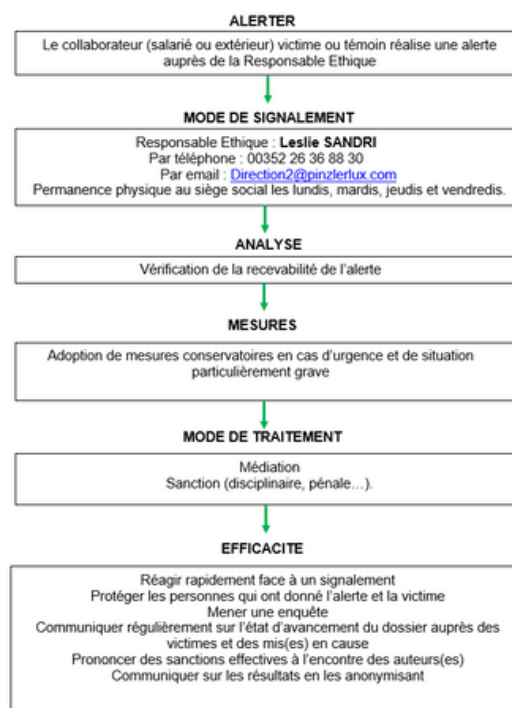 ALERTER
Le collaborateur (salarié ou extérieur) victime ou témoin réalise une alerte
auprès de la Responsable Ethique
MODE DE SIGNALEMENT
Responsable Ethique : Leslie SANDRI
Par téléphone : 00352 26 36 88 30
Par email : Direction2@pinzlerlux.com
Permanence physique au siège social les lundis, mardis, jeudis et vendredis.
ANALYSE
Vérification de la recevabilité de l'alerte
MESURES
Adoption de mesures conservatoires en cas d'urgence et de situation
particulièrement grave
MODE DE TRAITEMENT
Médiation
Sanction (disciplinaire, pénale…).
EFFICACITE
Réagir rapidement face à un signalement
Protéger les personnes qui ont donné l'alerte et la victime
Mener une enquête
Communiquer régulièrement sur l'état d'avancement du dossier auprès des
victimes et des mis(es) en cause
Prononcer des sanctions effectives à l'encontre des auteurs(es)
Communiquer sur les résultats en les anonymisant